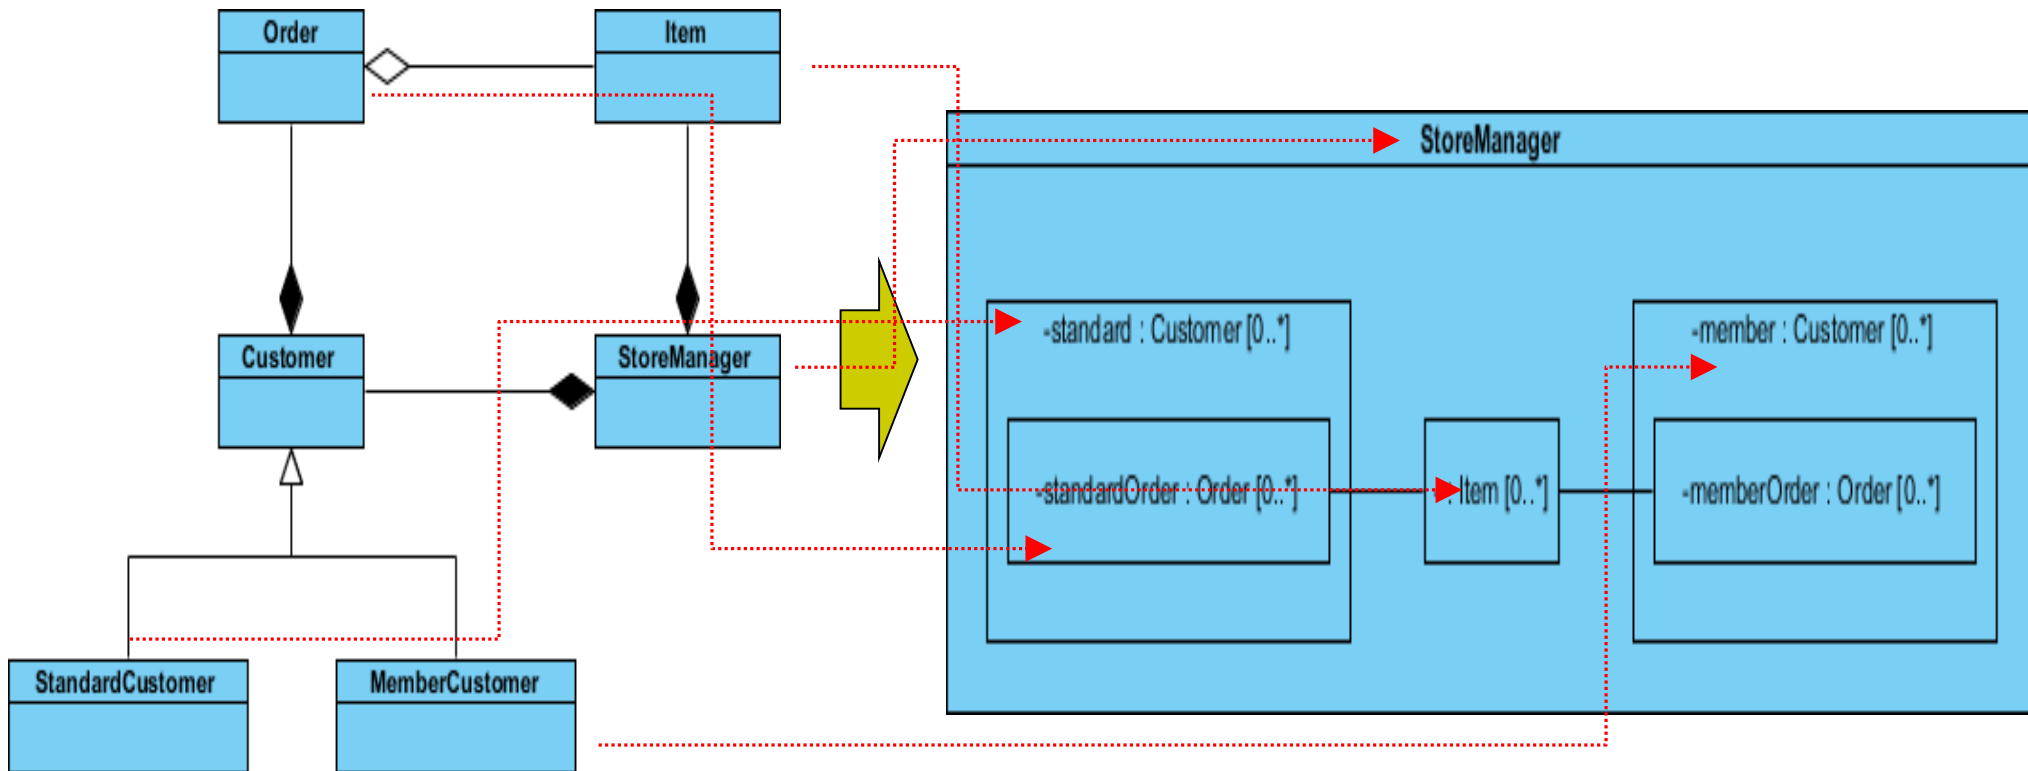 Order
Item
Customer
StoreManager
StandardCustomer
MemberCustomer
StoreManager
-standard : Customer [0..*]
-member : Customer [0..*]
-standardOrder : Order [0..*]
: Item [0..*]
-memberOrder : Order [0..*]